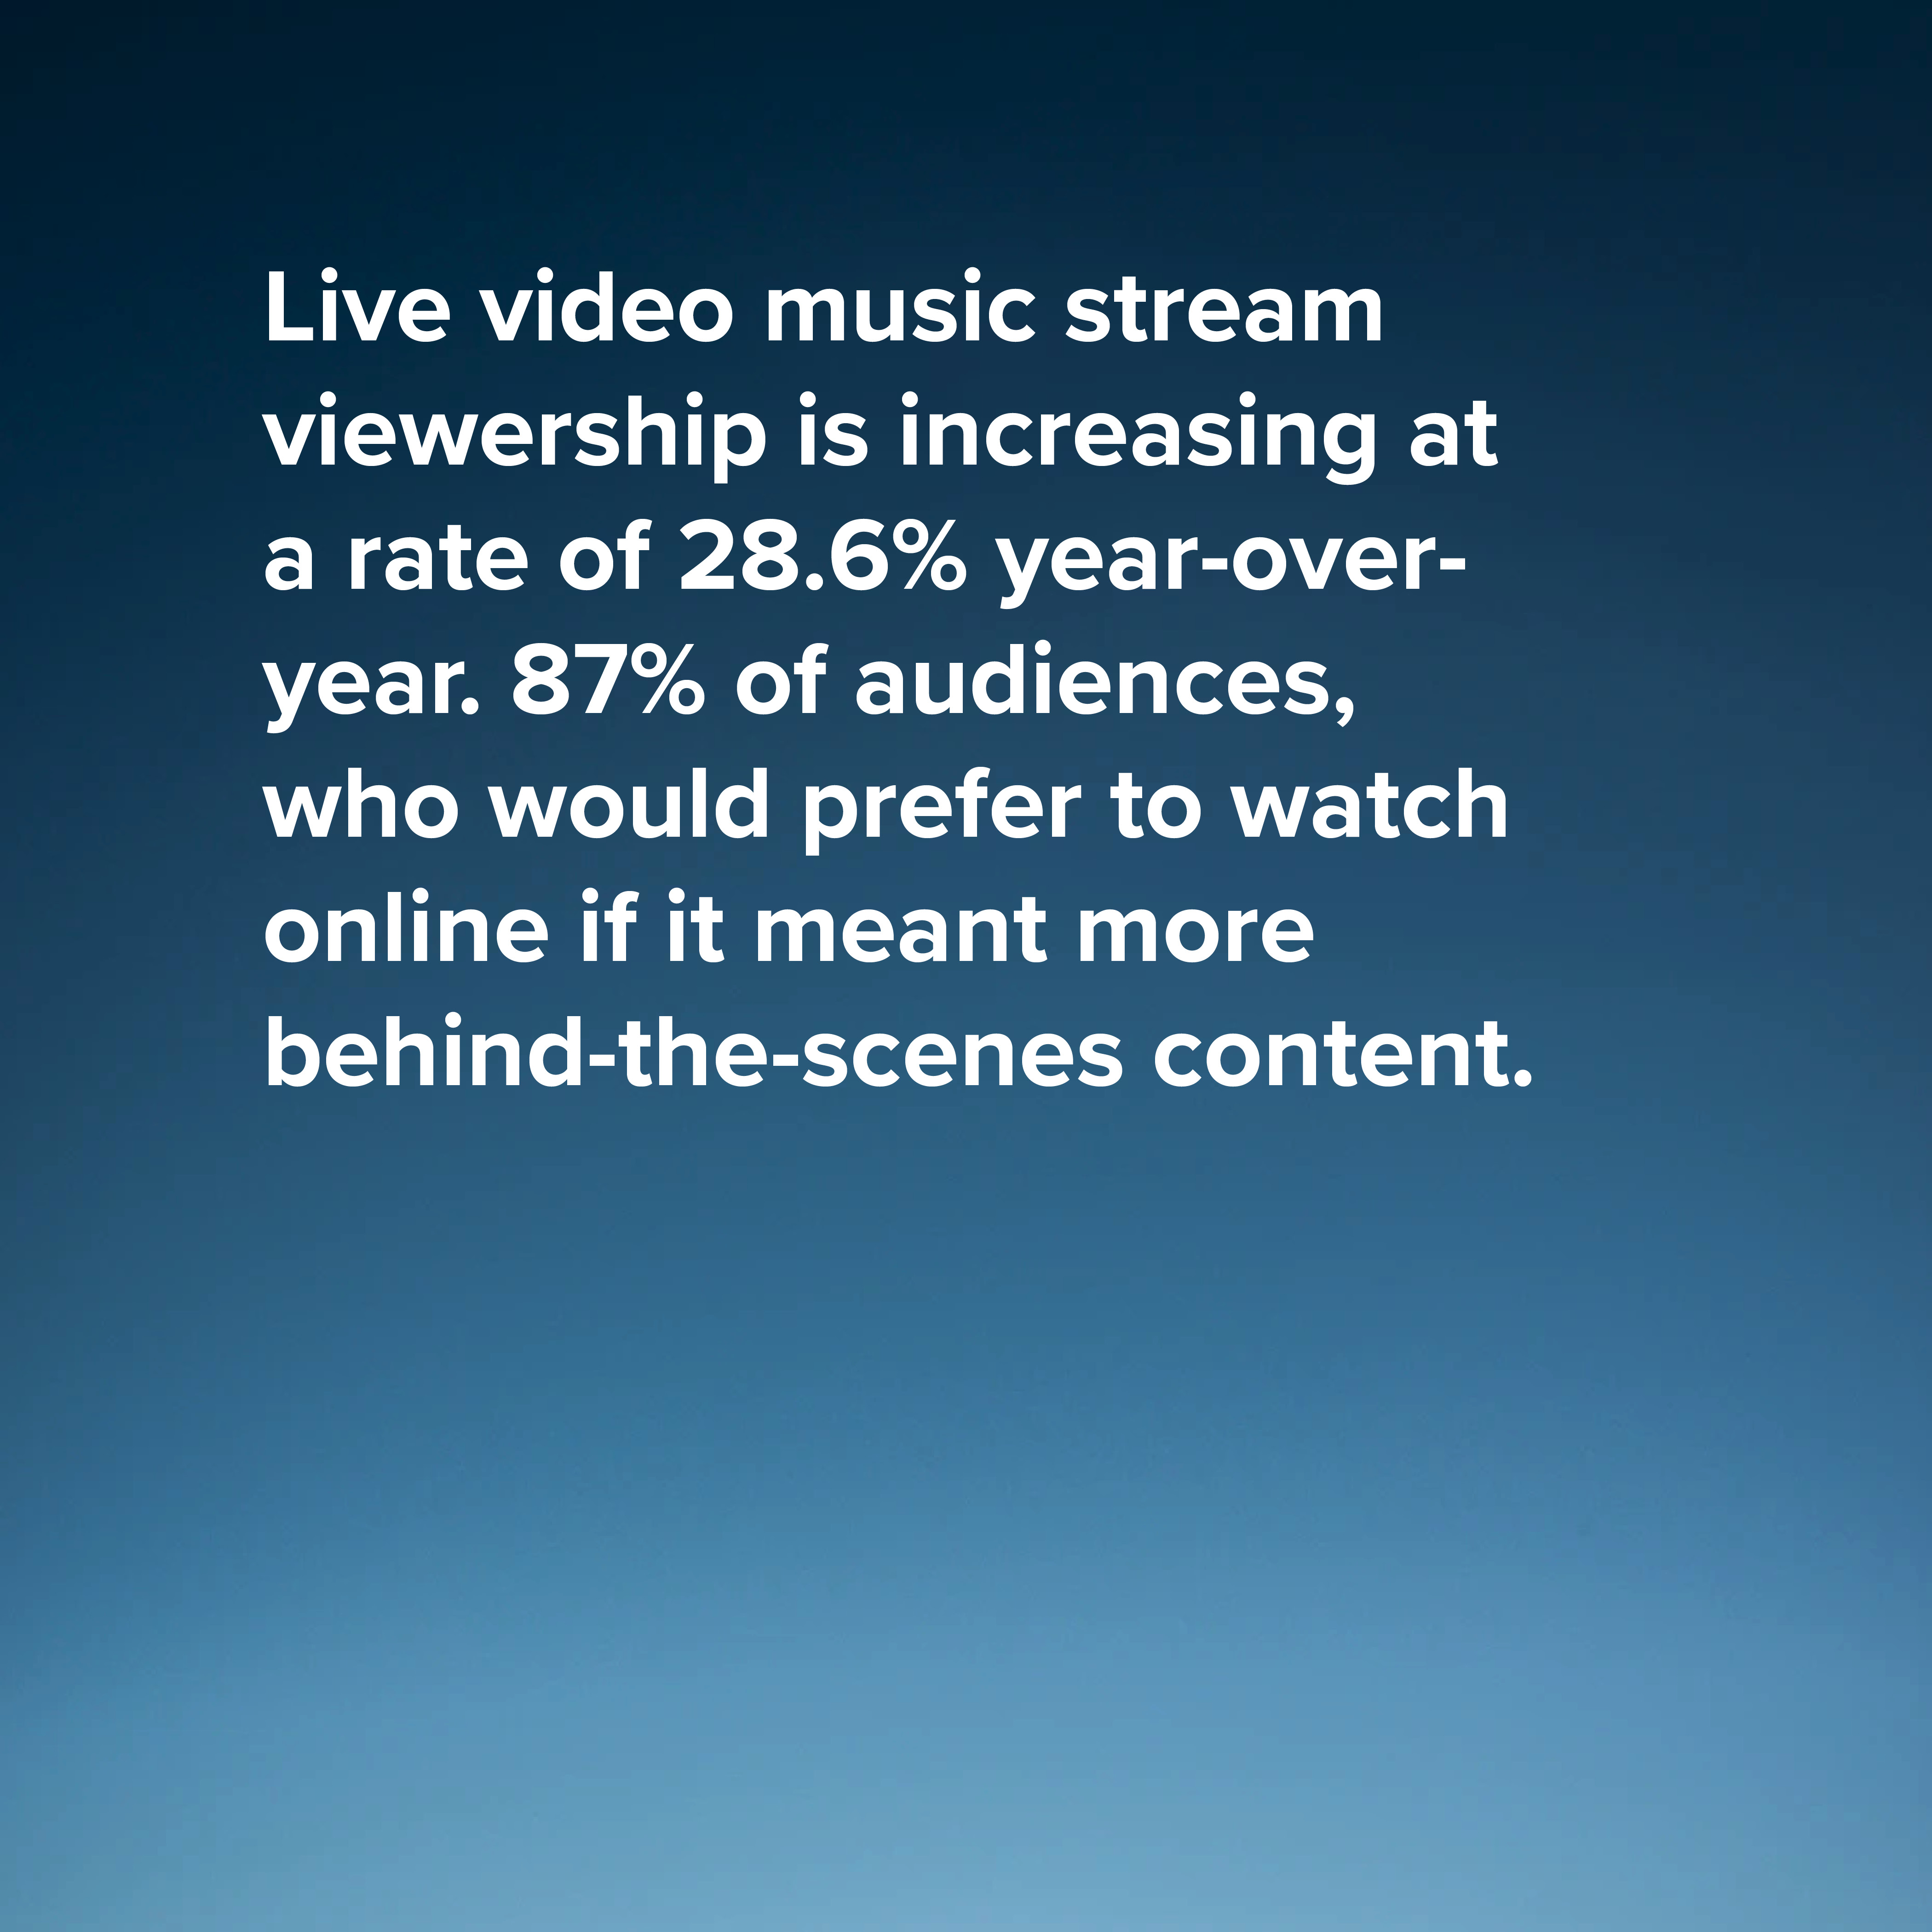 Live video music stream
viewership is increasing at
a rate of 28.6% year-over-
year. 87% of audiences,
who would prefer to watch
online if it meant more
behind-the-scenes content.